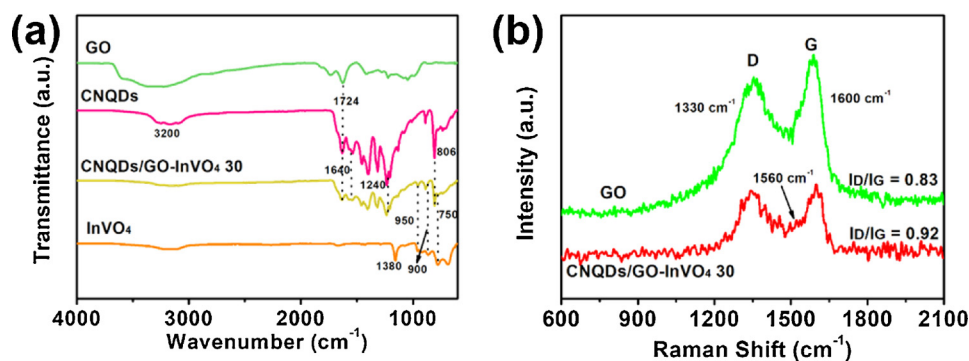 (a)
Transmittance (a.u.)
GO
1724
CNQDs
3200
806
CNQDs/GO-InVO₄ 30
1640
1240
950
750
InVO₄
1380
900
4000 3000 2000 1000
Wavenumber (cm⁻¹)
(b)
Intensity (a.u.)
D G
1330 cm⁻¹
1600 cm⁻¹
GO
1560 cm⁻¹
ID/IG = 0.83
ID/IG = 0.92
CNQDs/GO-InVO₄ 30
600 900 1200 1500 1800 2100
Raman Shift (cm⁻¹)